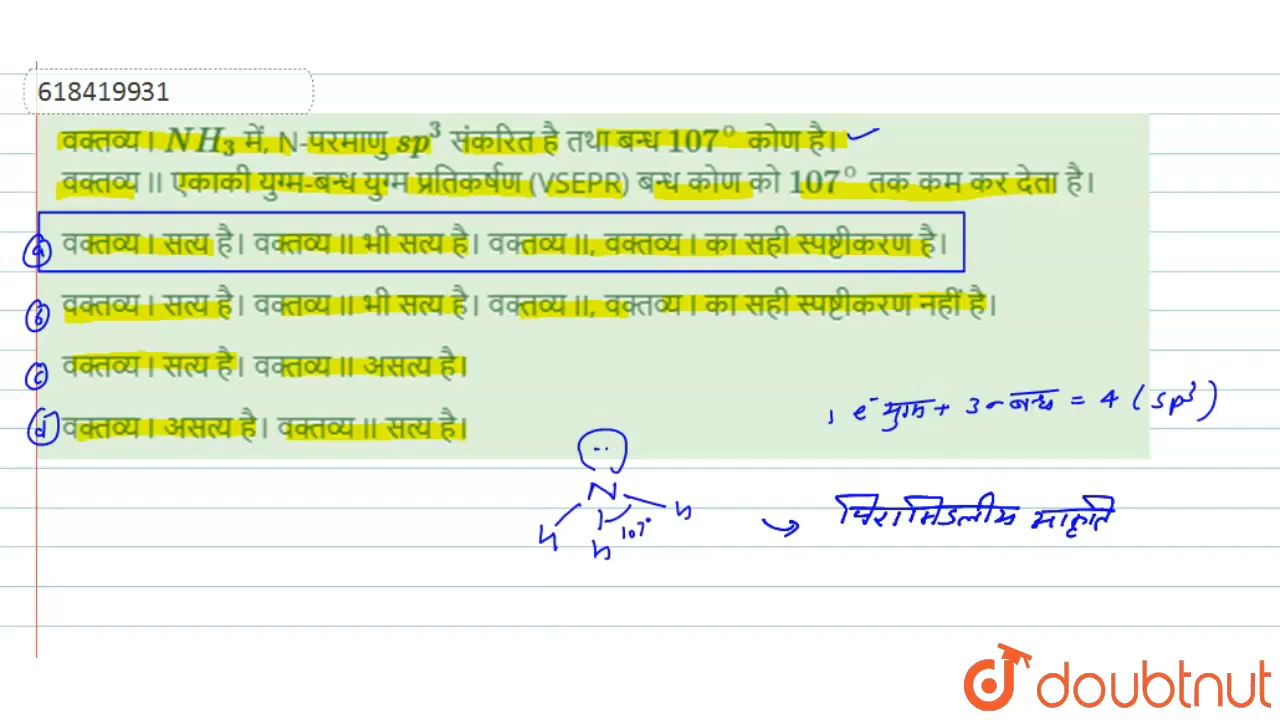 618419931
वक्तव्य I NH₃ में, N-परमाणु sp³ संकरित है तथा बन्ध 107° कोण है।
वक्तव्य II एकाकी युग्म-बन्ध युग्म प्रतिकर्षण (VSEPR) बन्ध कोण को 107° तक कम कर देता है।
a वक्तव्य I सत्य है। वक्तव्य II भी सत्य है। वक्तव्य II, वक्तव्य I का सही स्पष्टीकरण है।
b वक्तव्य I सत्य है। वक्तव्य II भी सत्य है। वक्तव्य II, वक्तव्य I का सही स्पष्टीकरण नहीं है।
c वक्तव्य I सत्य है। वक्तव्य II असत्य है।
d वक्तव्य I असत्य है। वक्तव्य II सत्य है।
1 e⁻ युग्म + 3 बन्ध = 4 (sp³)
N
H H
107°
H
पिरामिडलीय आकृति
doubtnut